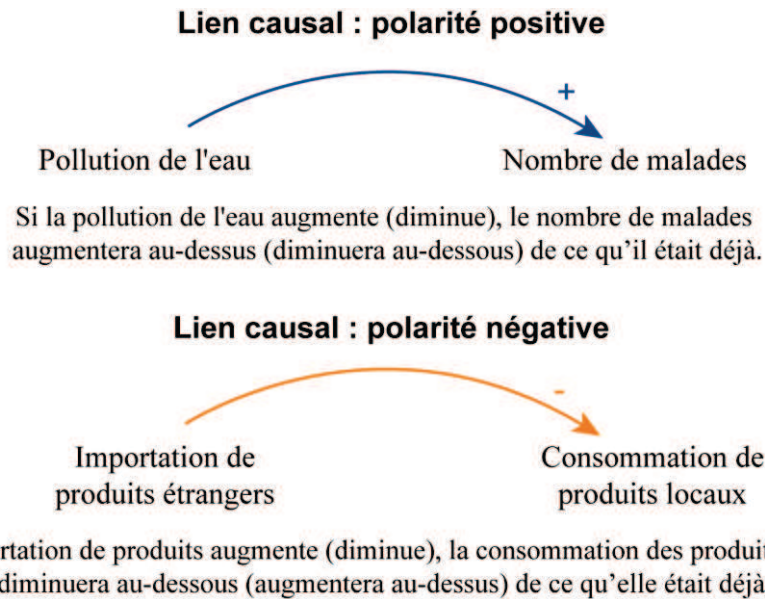 Lien causal : polarité positive
+
Pollution de l'eau
Nombre de malades
Si la pollution de l'eau augmente (diminue), le nombre de malades
augmentera au-dessus (diminuera au-dessous) de ce qu’il était déjà.
Lien causal : polarité négative
-
Importation de
produits étrangers
Consommation de
produits locaux
de produits augmente (diminue), la consommation des
diminuera au-dessous (augmentera au-dessus) de ce qu’elle était déjà